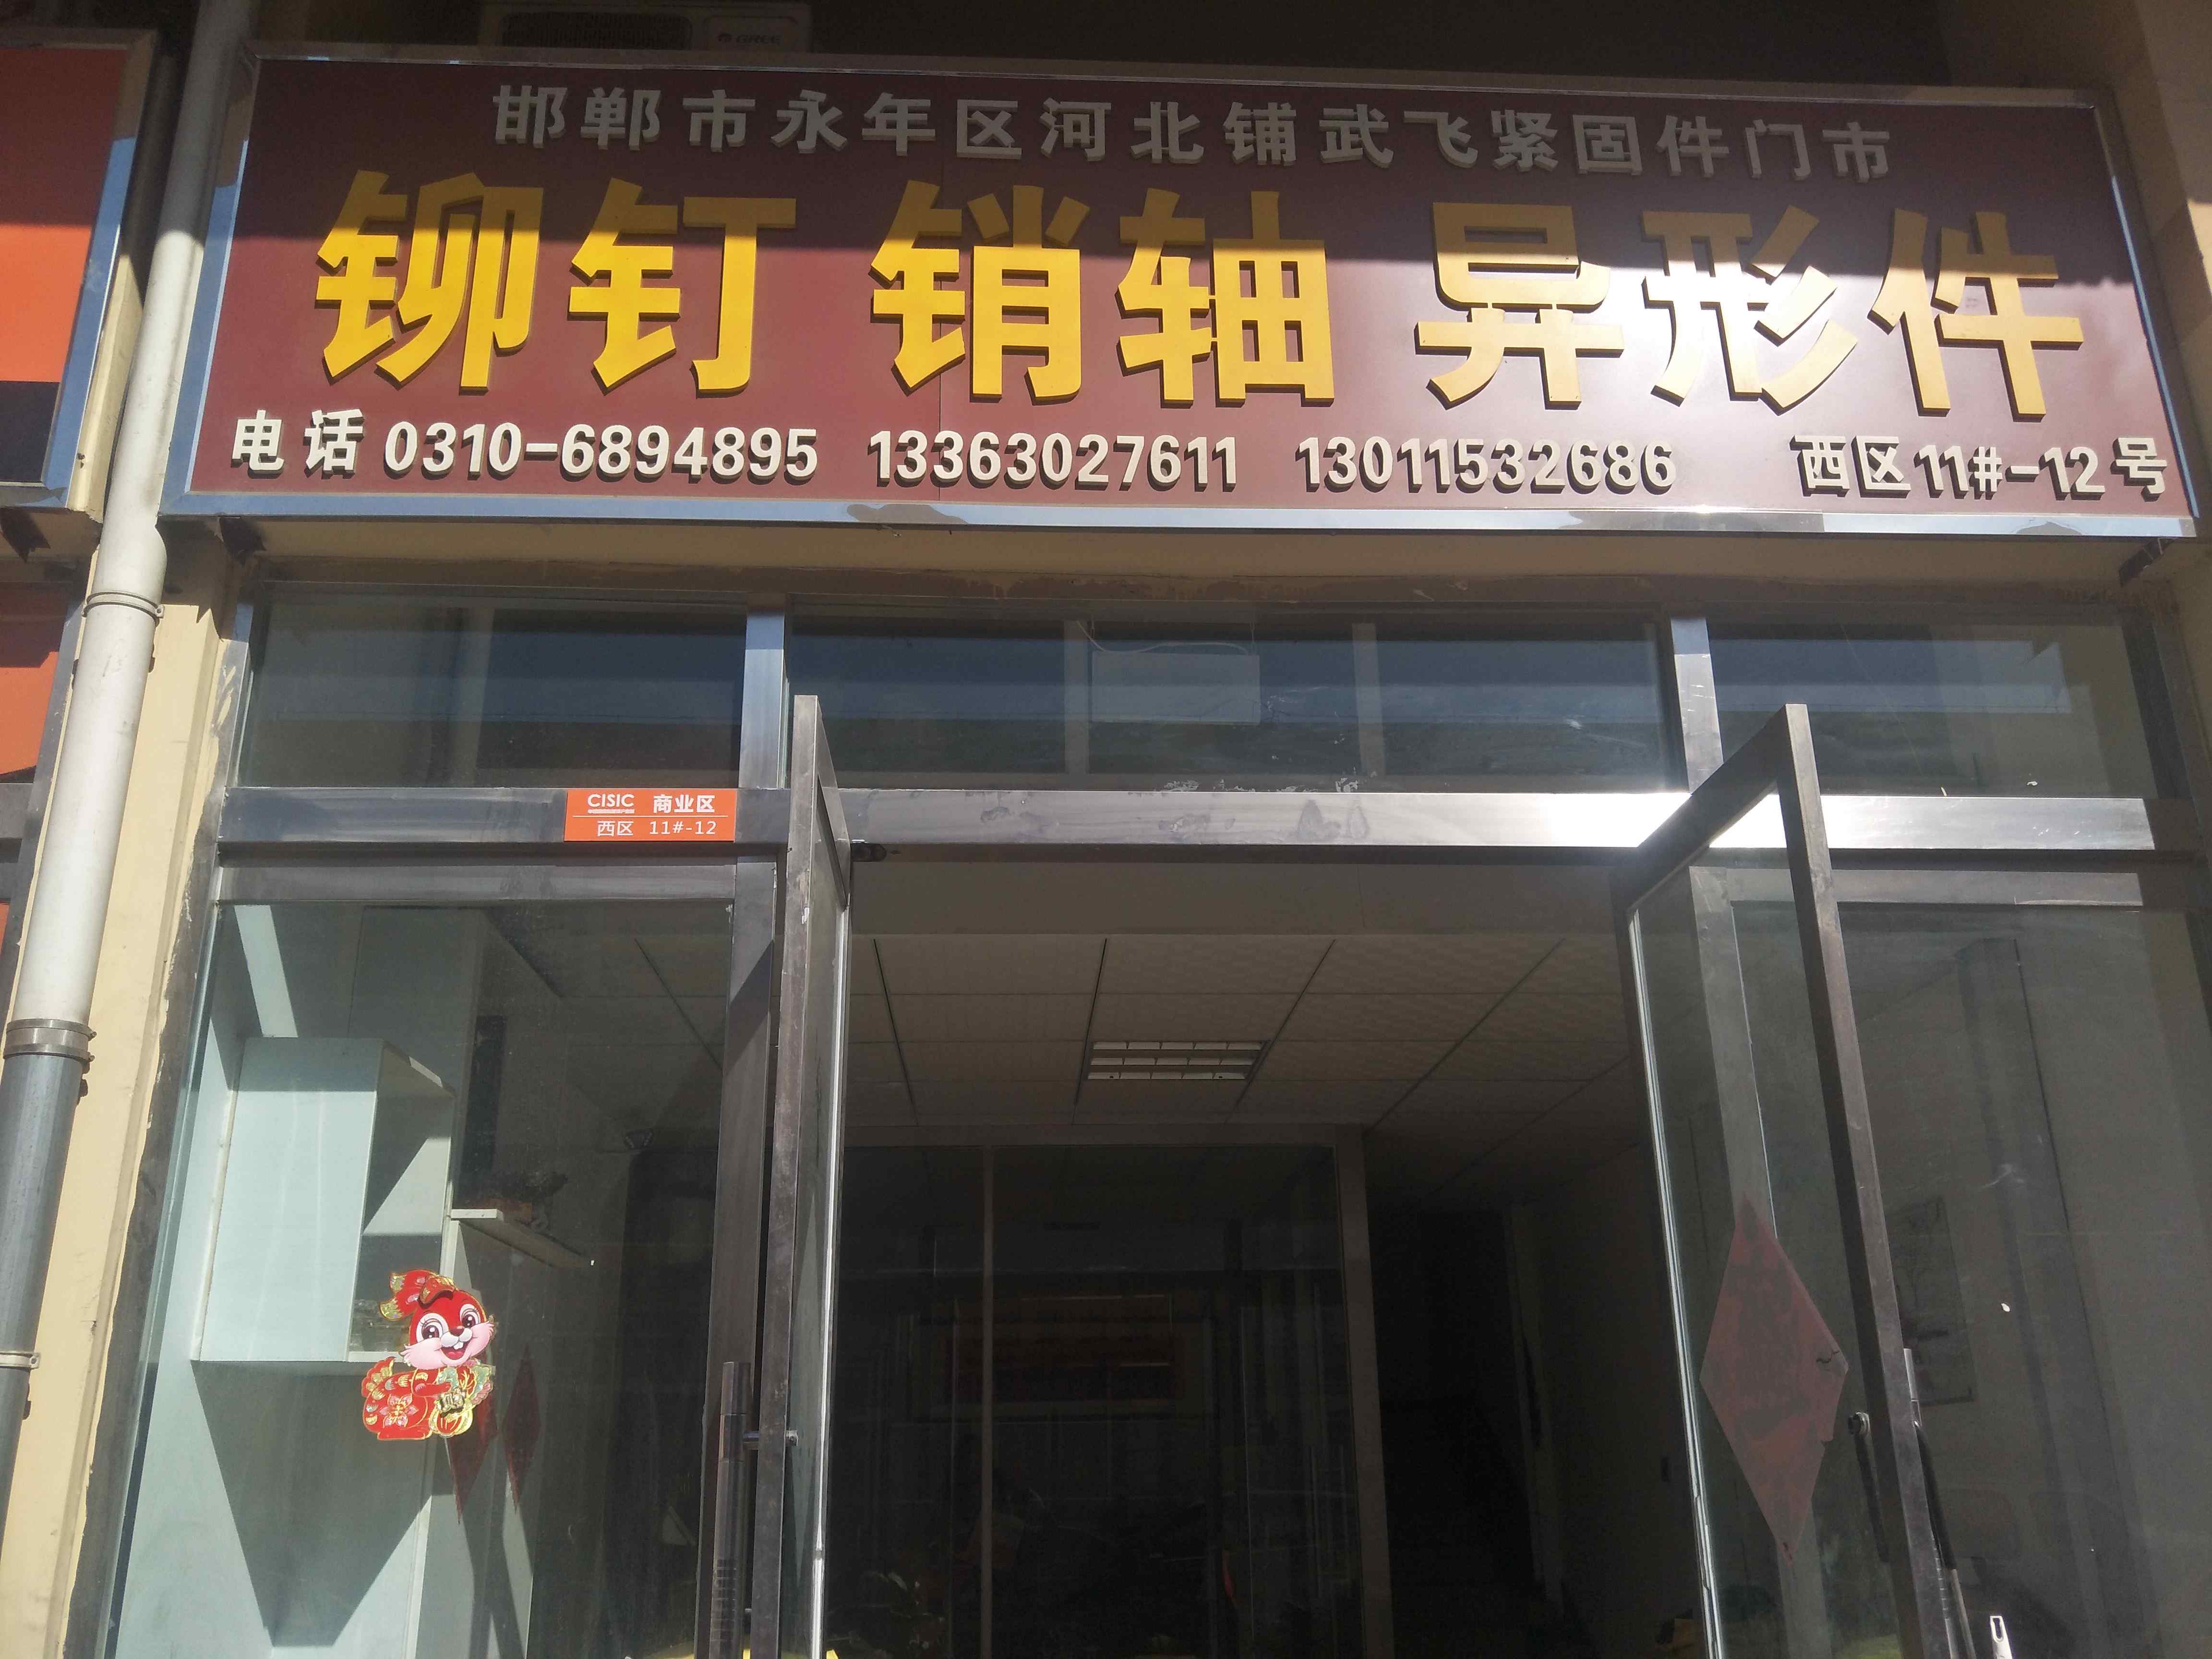 GREE
邯郸市永年区河北铺武飞紧固件门市
铆钉 销轴 异形件
电话 0310-6894895 13363027611 13011532686 西区11#-12号
CISIC 商业区
西区 11#-12